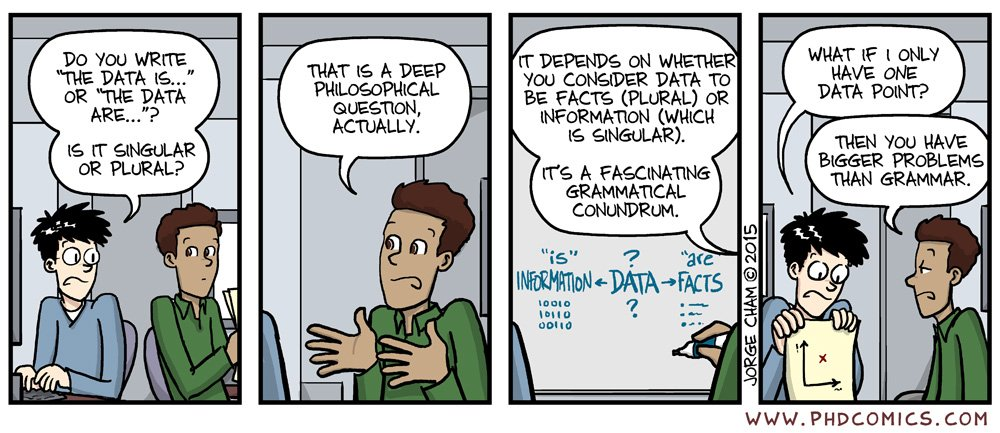 DO YOU WRITE
"THE DATA IS..."
OR "THE DATA
ARE..."?
IS IT SINGULAR
OR PLURAL?
THAT IS A DEEP
PHILOSOPHICAL
QUESTION,
ACTUALLY.
IT DEPENDS ON WHETHER
YOU CONSIDER DATA TO
BE FACTS (PLURAL) OR
INFORMATION (WHICH
IS SINGULAR).
IT'S A FASCINATING
GRAMMATICAL
CONUNDRUM.
"is" ? "are
INFORMATION ← DATA → FACTS
10010
10110
00110
?
WHAT IF I ONLY
HAVE ONE
DATA POINT?
THEN YOU HAVE
BIGGER PROBLEMS
THAN GRAMMAR.
x
JORGE CHAM © 2015
WWW.PHDCOMICS.COM